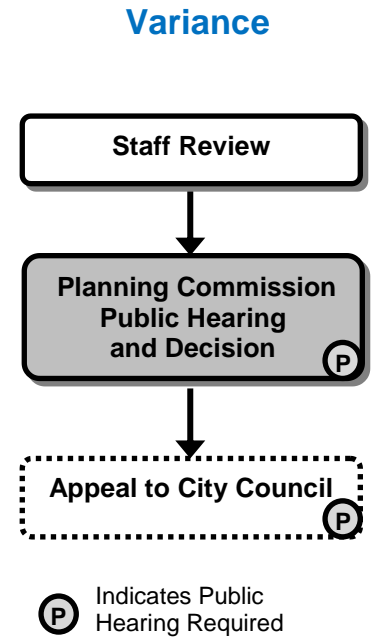 Variance
Staff Review
Planning Commission
Public Hearing
and Decision
P
Appeal to City Council
P
P
Indicates Public
Hearing Required